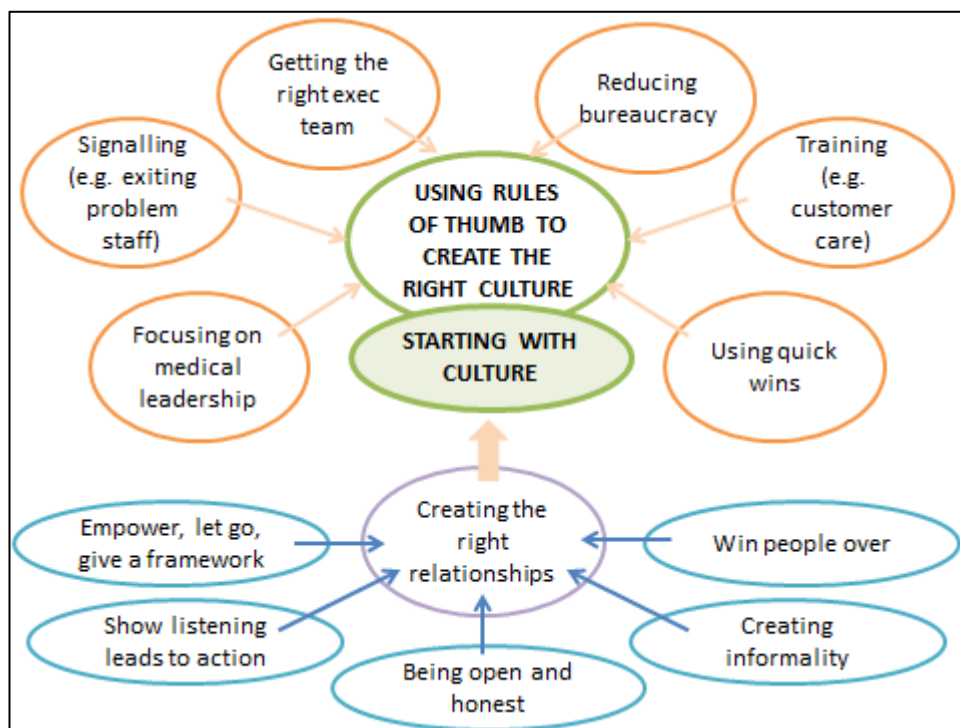 Getting the
right exec
team
Reducing
bureaucracy
Signalling
(e.g. exiting
problem
staff)
USING RULES
OF THUMB TO
CREATE THE
RIGHT CULTURE
Training
(e.g.
customer
care)
Focusing on
medical
leadership
STARTING WITH
CULTURE
Using quick
wins
Creating the
right
relationships
Empower, let go,
give a framework
Win people over
Show listening
leads to action
Being open and
honest
Creating
informality